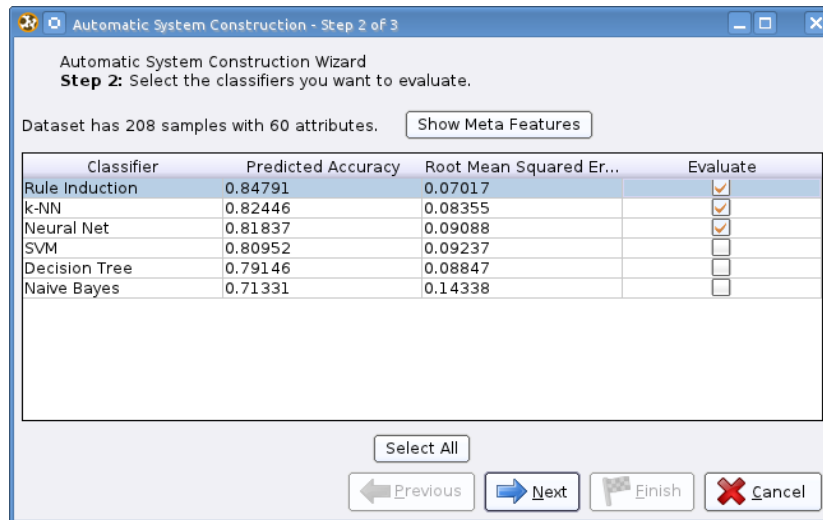 Automatic System Construction - Step 2 of 3
Automatic System Construction Wizard
Step 2: Select the classifiers you want to evaluate.
Dataset has 208 samples with 60 attributes. Show Meta Features
Classifier Predicted Accuracy Root Mean Squared Er... Evaluate
Rule Induction 0.84791 0.07017
k-NN 0.82446 0.08355
Neural Net 0.81837 0.09088
SVM 0.80952 0.09237
Decision Tree 0.79146 0.08847
Naive Bayes 0.71331 0.14338
Select All
Previous Next Finish Cancel